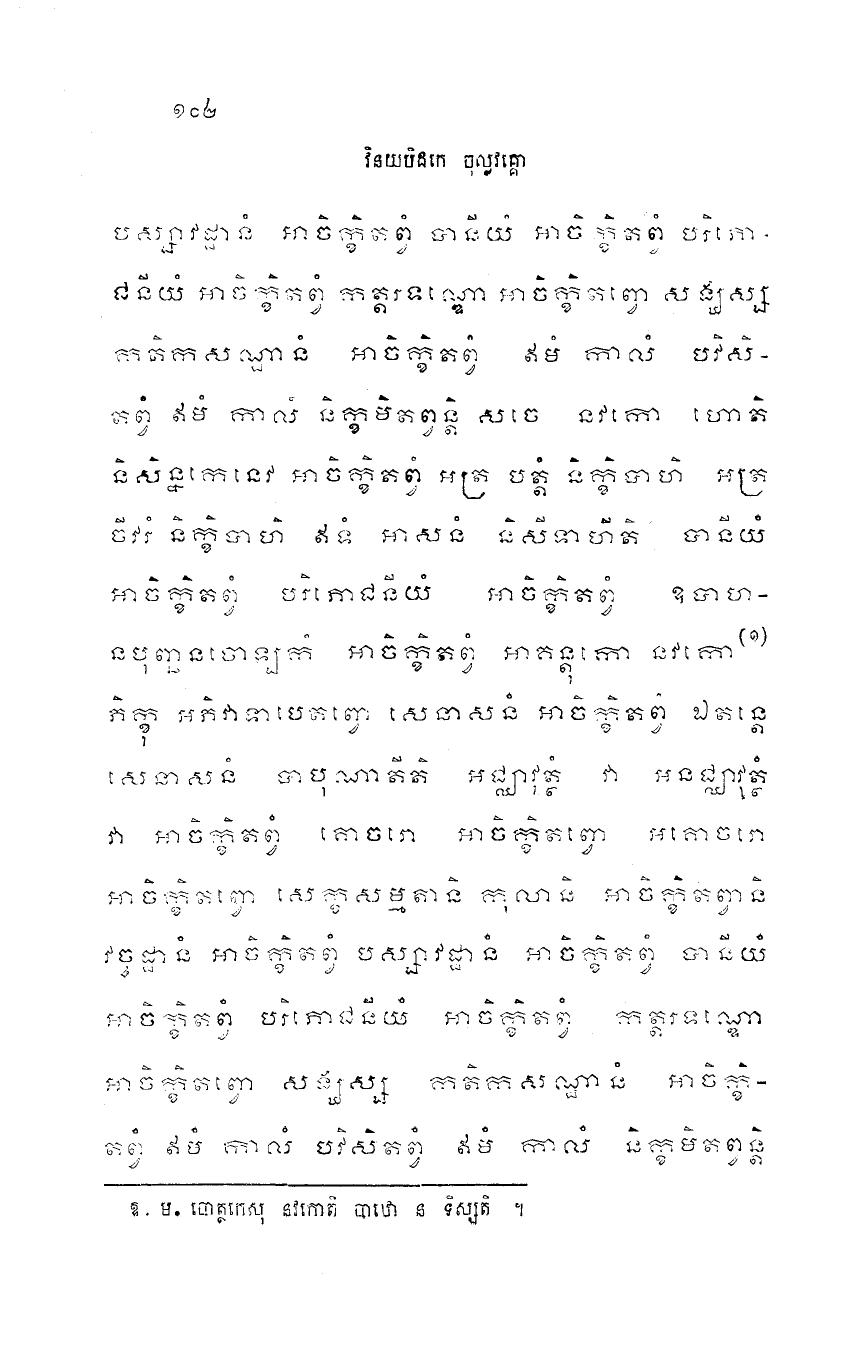 ១៨២
វិនយបិដកេ ចុល្លវគ្គោ
បស្សាវដ្ឋានំ អាចិក្ខិតព្វំ បានីយំ អាចិក្ខិតព្វំ បរិភោ-
ជនីយំ អាចិក្ខិតព្វំ កត្តរទណ្ឌោ អាចិក្ខិតព្វោ សង្ឃស្ស
កតិកសណ្ឋានំ អាចិក្ខិតព្វំ ឥមំ កាលំ បវិសិ-
តព្វំ ឥមំ កាលំ និក្ខមិតព្វន្តិ សចេ នវកោ ហោតិ
និសិន្នកេនេវ អាចិក្ខិតព្វំ អត្រ បត្តំ និក្ខិបាហិ អត្រ
ចីវរំ និក្ខិបាហិ ឥទំ អាសនំ និសីទាហីតិ បានីយំ
អាចិក្ខិតព្វំ បរិភោជនីយំ អាចិក្ខិតព្វំ ឧបាហ-
នបុញ្ឆនចោឡកំ អាចិក្ខិតព្វំ អាគន្តុកោ នវកោ(១)
ភិក្ខុ អភិវាទាបេតព្វោ សេនាសនំ អាចិក្ខិតព្វំ ឯតន្តេ
សេនាសនំ បាបុណាតីតិ អជ្ឈាវុត្ថំ វា អនជ្ឈាវុត្ថំ
វា អាចិក្ខិតព្វំ គោចរោ អាចិក្ខិតព្វោ អគោចរោ
អាចិក្ខិតព្វោ សេក្ខសម្មតានិ កុលានិ អាចិក្ខិតព្វានិ
វច្ចដ្ឋានំ អាចិក្ខិតព្វំ បស្សាវដ្ឋានំ អាចិក្ខិតព្វំ បានីយំ
អាចិក្ខិតព្វំ បរិភោជនីយំ អាចិក្ខិតព្វំ កត្តរទណ្ឌោ
អាចិក្ខិតព្វោ សង្ឃស្ស កតិកសណ្ឋានំ អាចិក្ខិ-
តព្វំ ឥមំ កាលំ បវិសិតព្វំ ឥមំ កាលំ និក្ខមិតព្វន្តិ
ឱ. ម. បោត្ថកេសុ នវកោតិ បាឋោ ន ទិស្សតិ ។